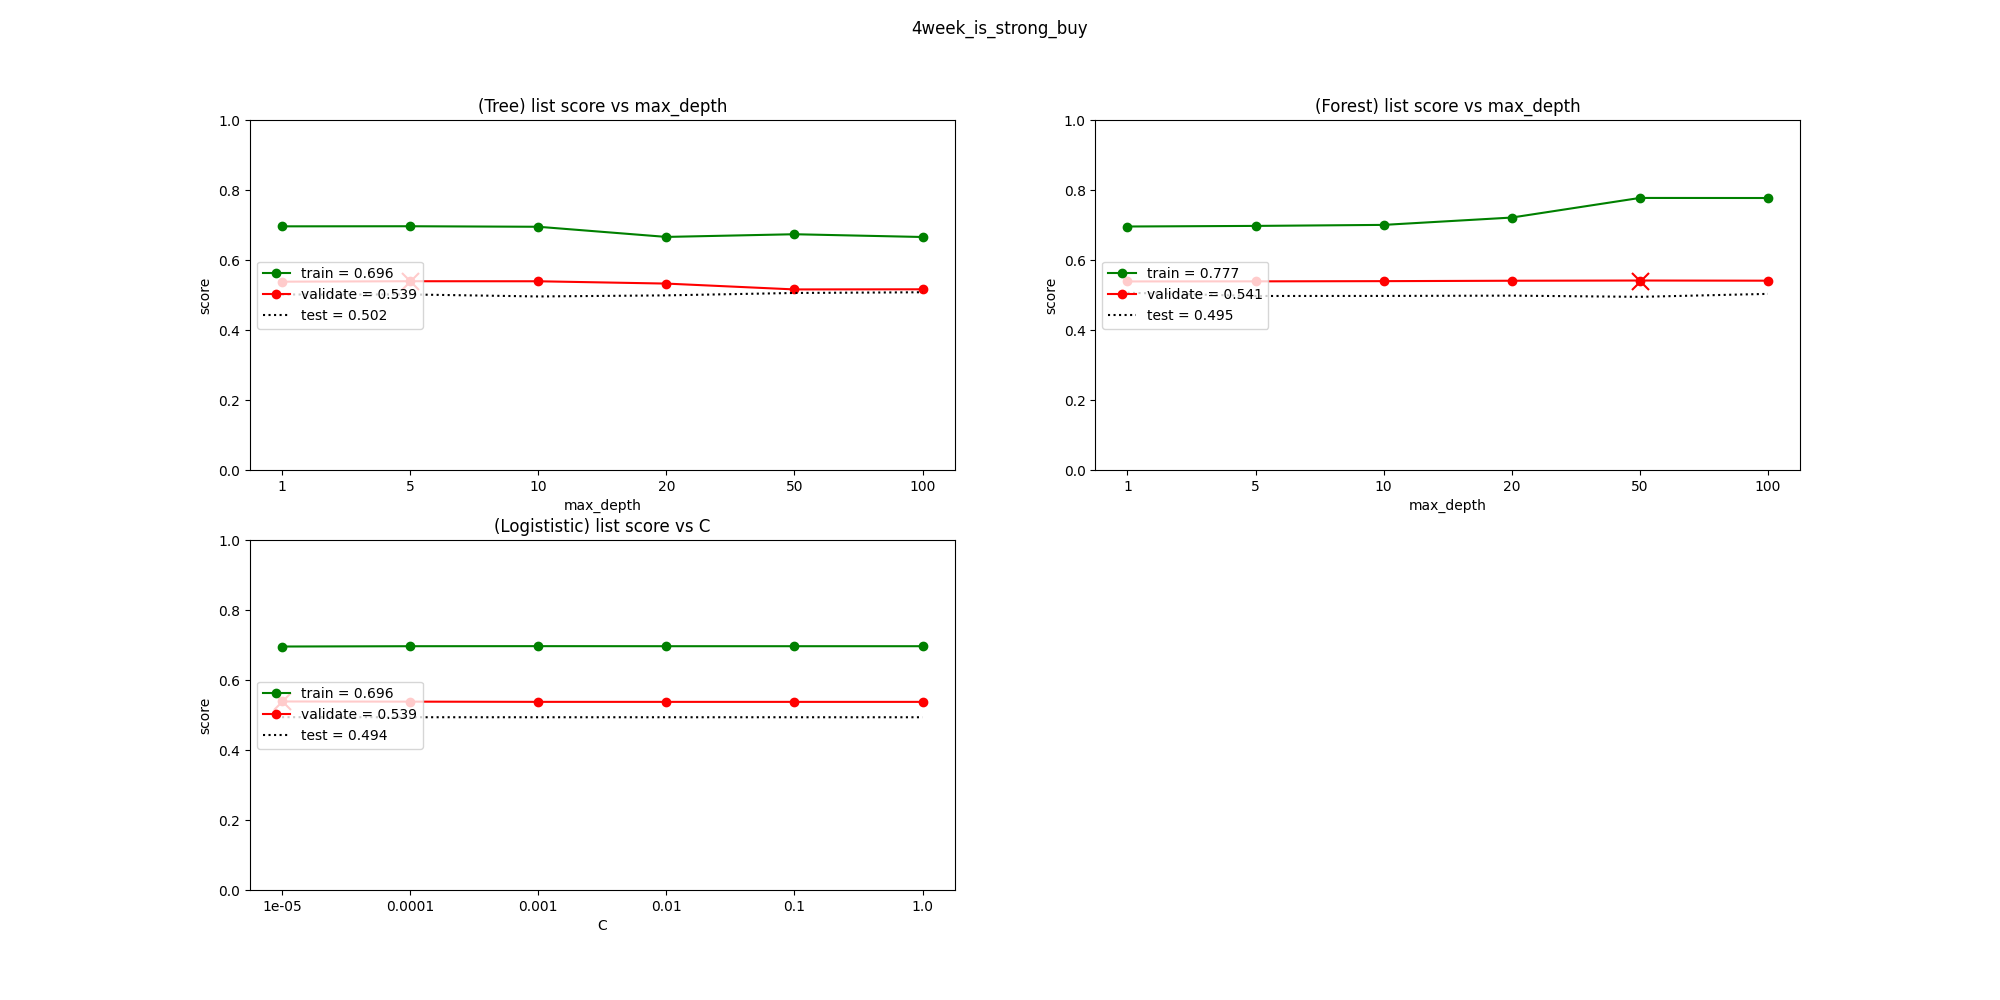 4week_is_strong_buy
(Tree) list score vs max_depth
1.0
0.8
0.6
0.4
0.2
0.0
score
train = 0.696
validate = 0.539
test = 0.502
1 5 10 20 50 100
max_depth
(Forest) list score vs max_depth
1.0
0.8
0.6
0.4
0.2
0.0
score
train = 0.777
validate = 0.541
test = 0.495
1 5 10 20 50 100
max_depth
(Logististic) list score vs C
1.0
0.8
0.6
0.4
0.2
0.0
score
train = 0.696
validate = 0.539
test = 0.494
1e-05 0.0001 0.001 0.01 0.1 1.0
C